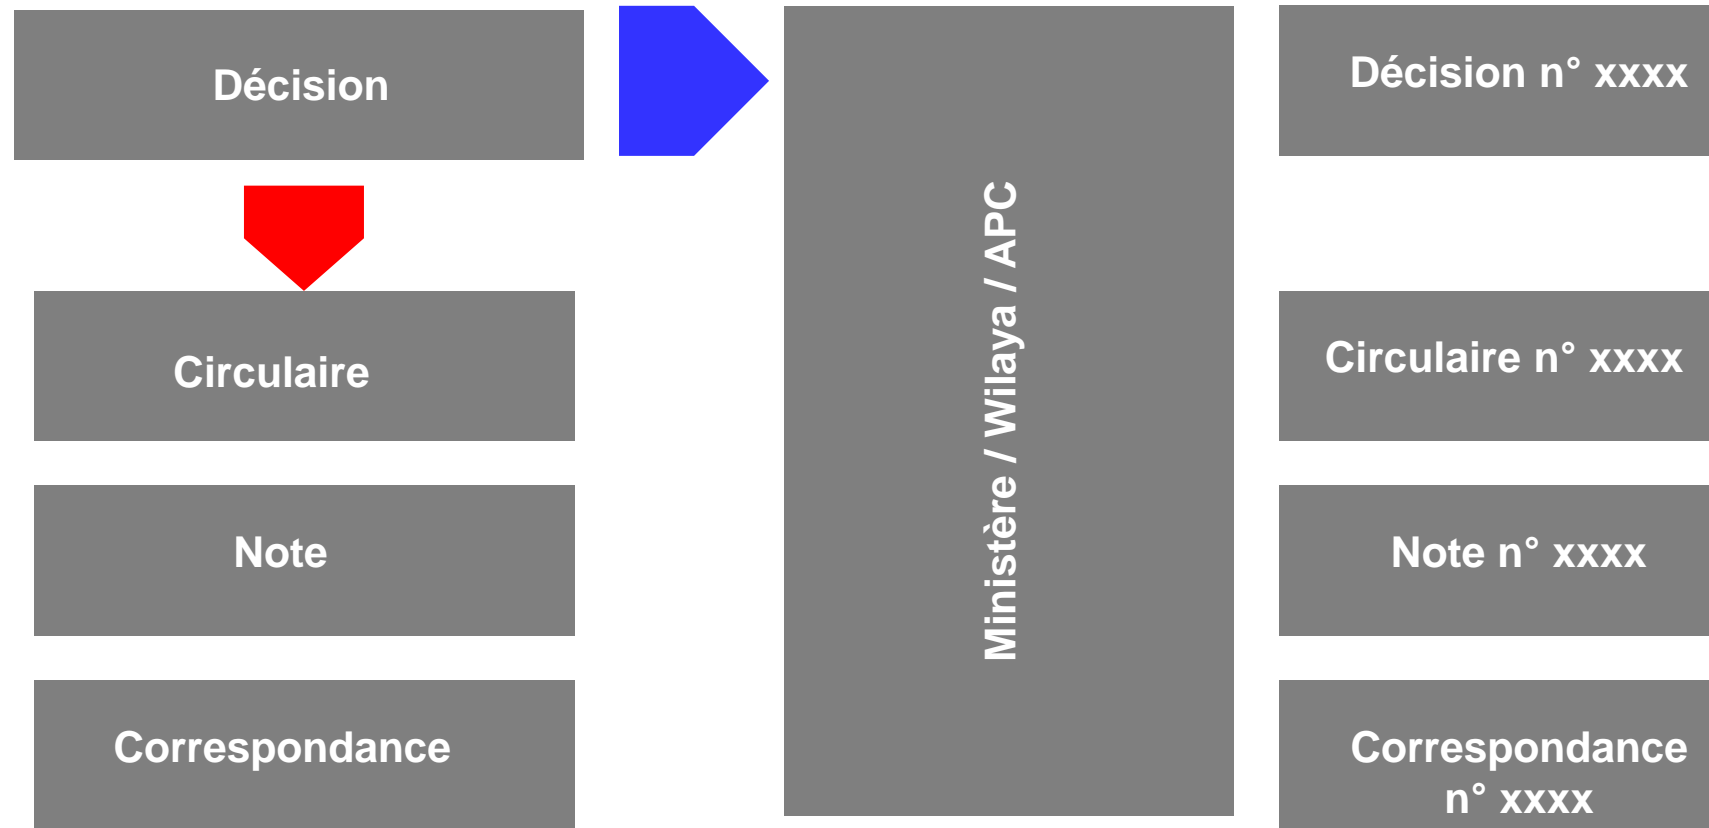 Décision
Circulaire
Note
Correspondance
Ministère / Wilaya / APC
Décision n° xxxx
Circulaire n° xxxx
Note n° xxxx
Correspondance
n° xxxx